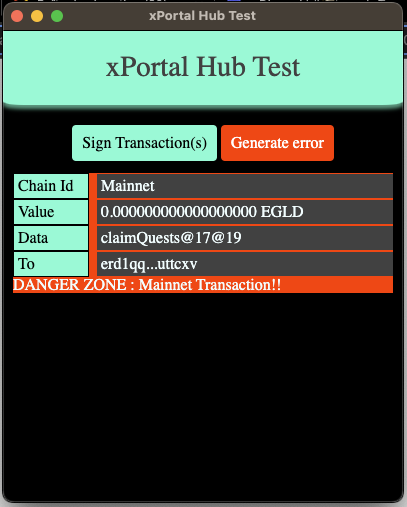 xPortal Hub Test
xPortal Hub Test
Sign Transaction(s) Generate error
Chain Id Mainnet
Value 0.000000000000000000 EGLD
Data claimQuests@17@19
To erd1qq...uttcxv
DANGER ZONE : Mainnet Transaction!!